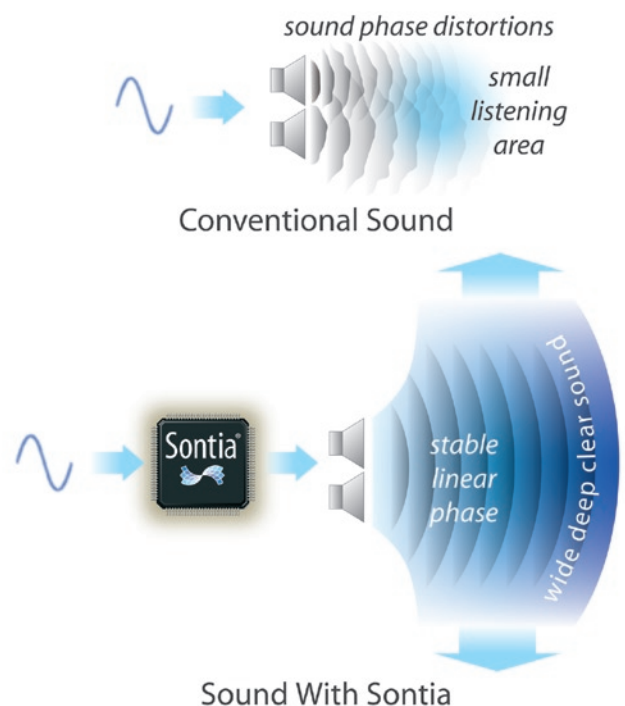 sound phase distortions
small
listening
area
Conventional Sound
Sontia®
stable
linear
phase
wide deep clear sound
Sound With Sontia